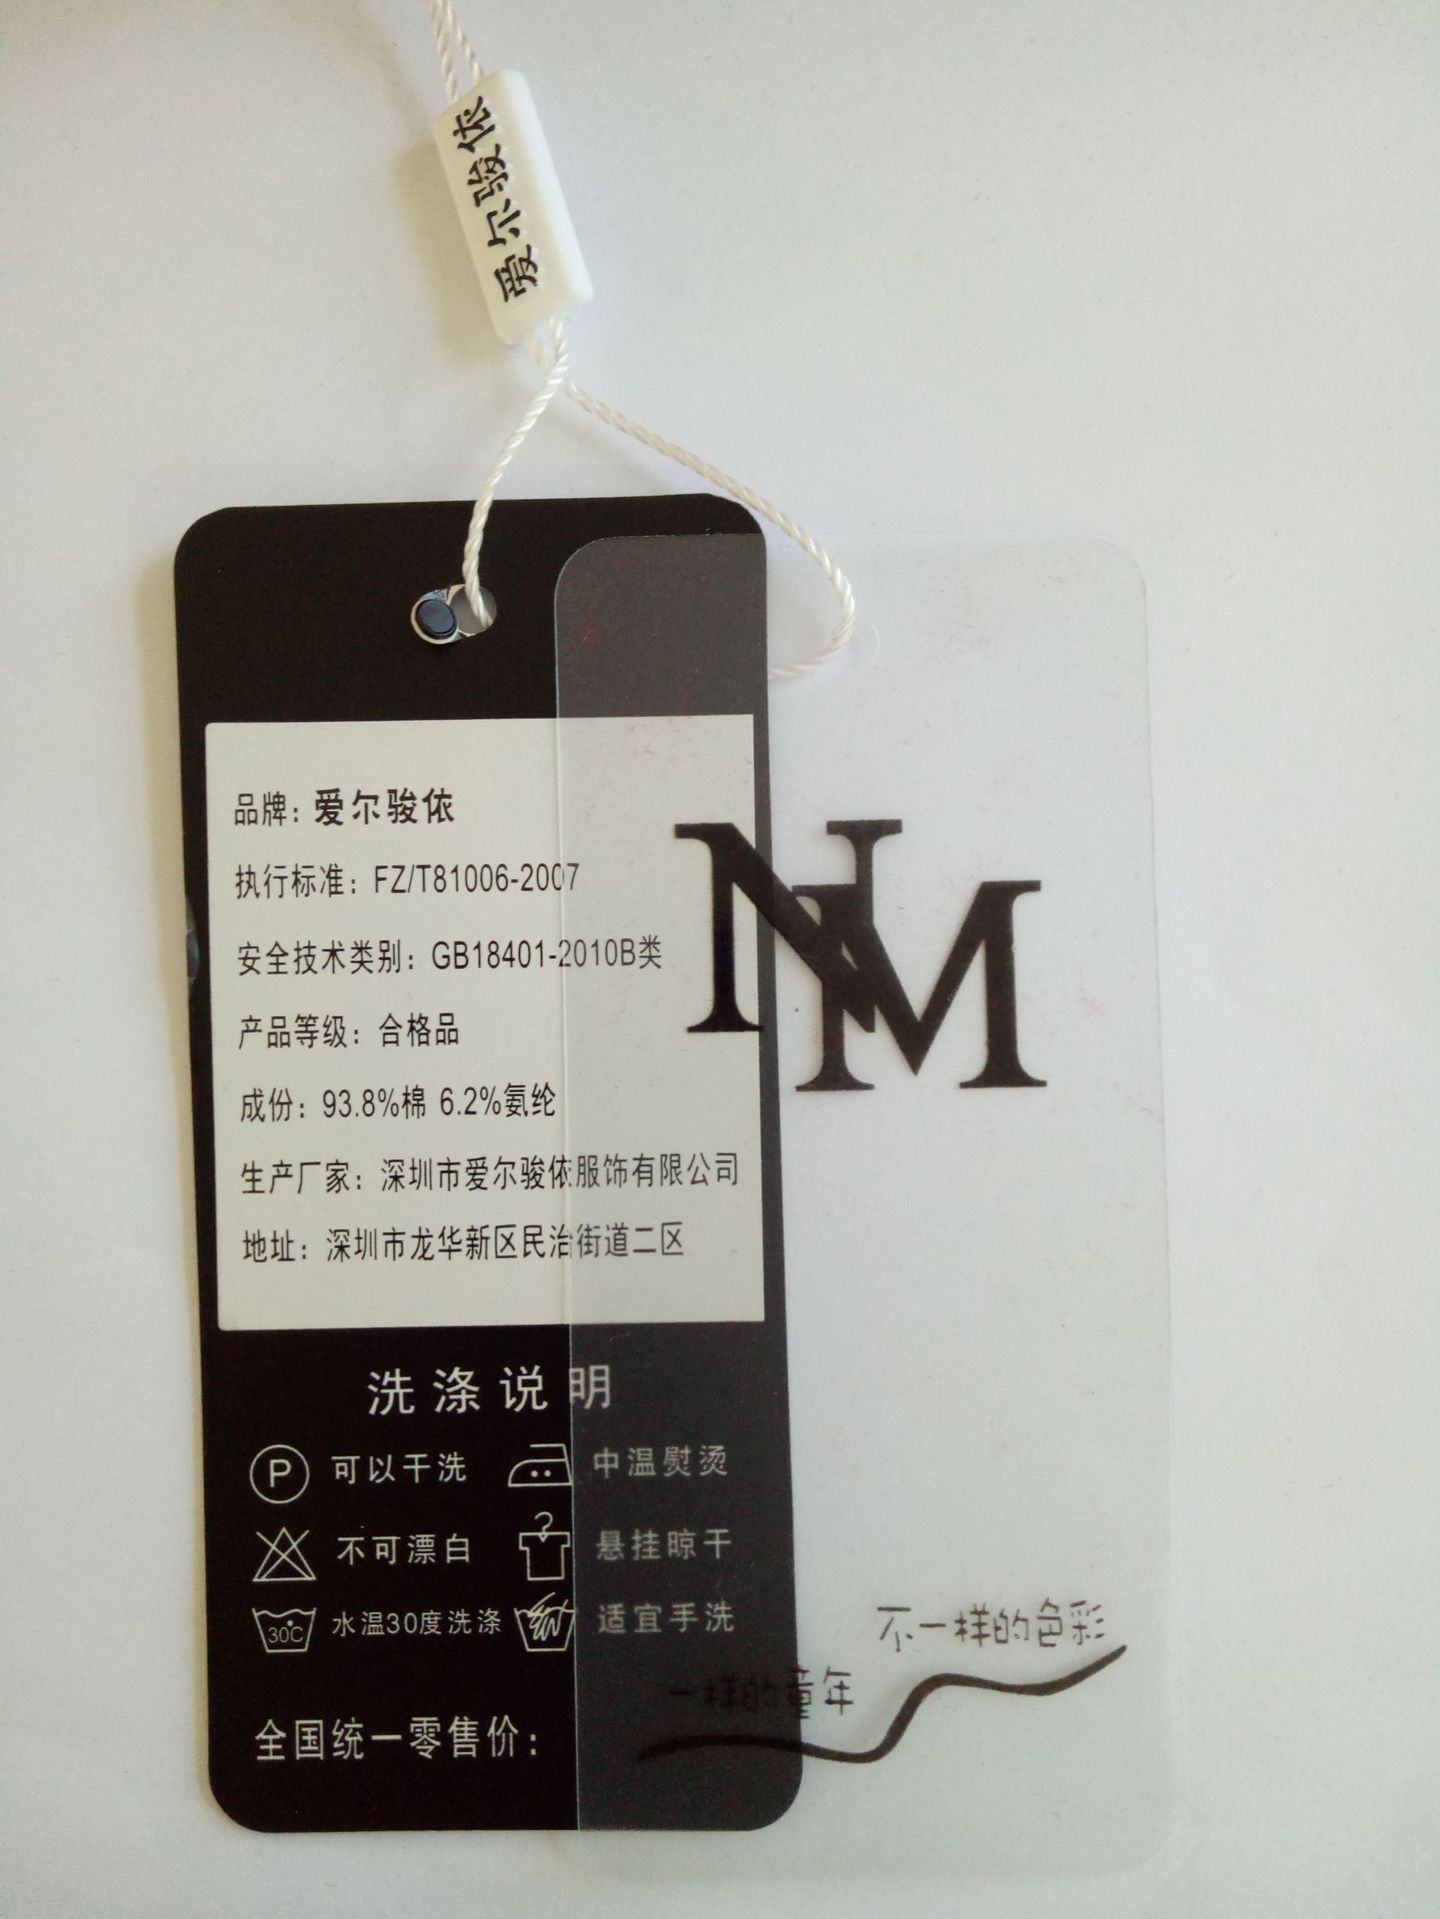 爱尔骏依
品牌：爱尔骏依
执行标准：FZ/T81006-2007
安全技术类别：GB18401-2010B类
产品等级：合格品
成份：93.8%棉 6.2%氨纶
生产厂家：深圳市爱尔骏依服饰有限公司
地址：深圳市龙华新区民治街道二区
NM
洗涤说明
P 可以干洗 中温熨烫
不可漂白 悬挂晾干
30C 水温30度洗涤 适宜手洗
不一样的色彩
一样的童年
全国统一零售价：